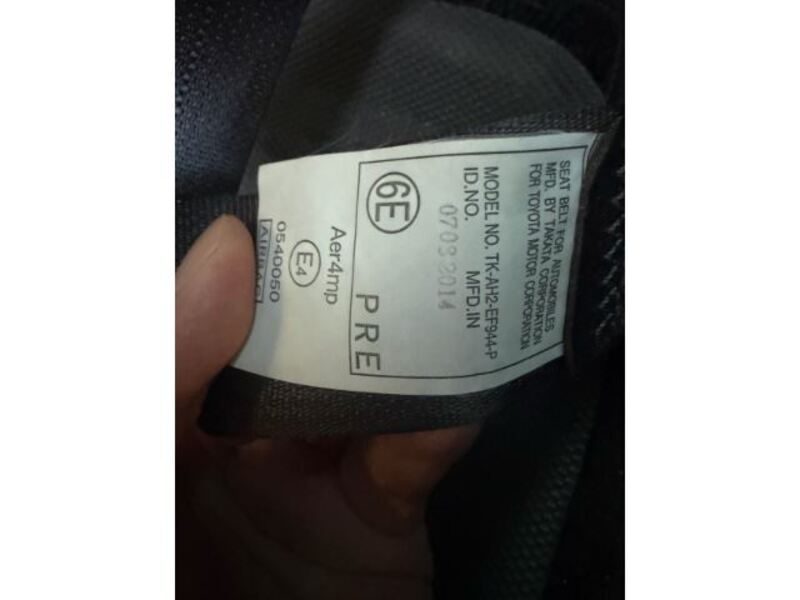 SEAT BELT FOR AUTOMOBILES
MFD. BY TAKATA CORPORATION
FOR TOYOTA MOTOR CORPORATION
MODEL NO. TK-AH2-EF944-P
ID.NO. MFD.IN
07032014
6E PRE
Aer4mp
E4
0540050
AIRBAG